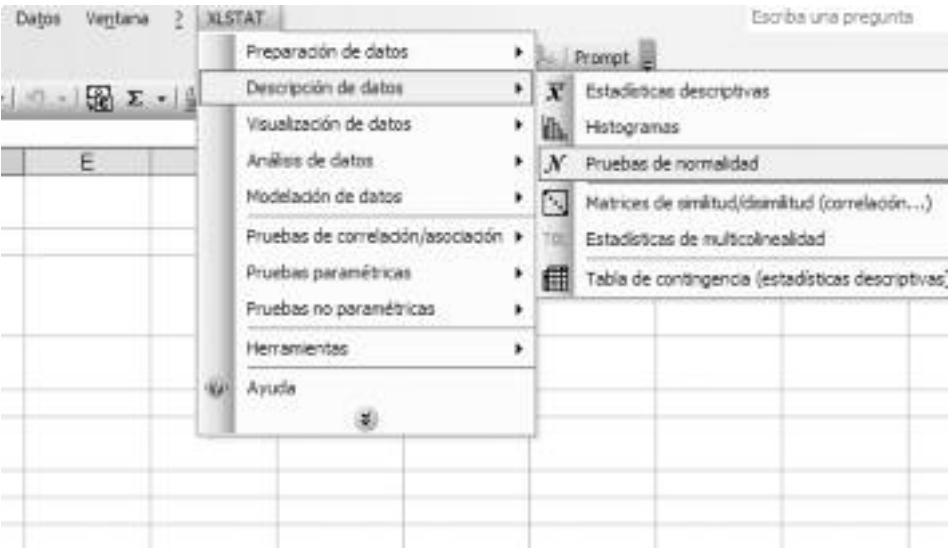 Datos Ventana ? XLSTAT Escriba una pregunta
Preparación de datos
Prompt
Descripción de datos
Estadísticas descriptivas
Visualización de datos
Histogramas
E
Análisis de datos
Pruebas de normalidad
Modelación de datos
Matrices de similitud/disimilitud (correlación...)
Pruebas de correlación/asociación
Estadísticas de multicolinealidad
Pruebas paramétricas
Tabla de contingencia (estadísticas descriptivas)
Pruebas no paramétricas
Herramientas
Ayuda